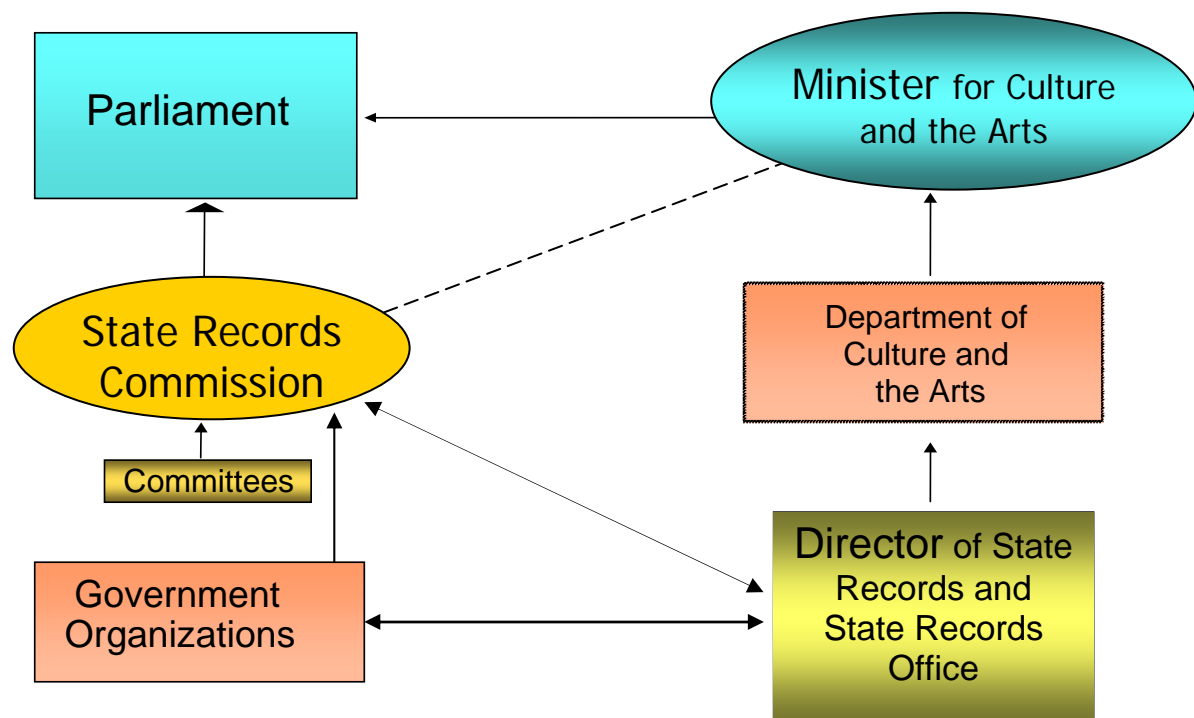 Parliament
Minister for Culture
and the Arts
State Records
Commission
Department of
Culture and
the Arts
Committees
Director of State
Records and
State Records
Office
Government
Organizations